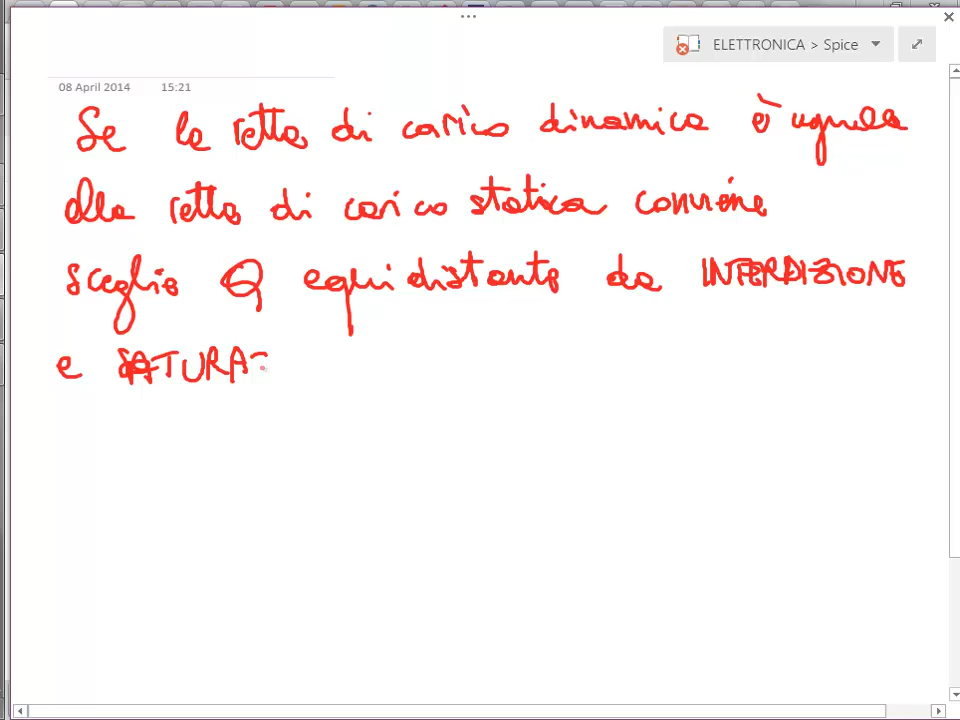 ELETTRONICA > Spice
08 April 2014 15:21
Se la retta di carico dinamica è uguale
alla retta di carico statica conviene
sceglie Q equidistante da INTERDIZIONE
e SATURAZ